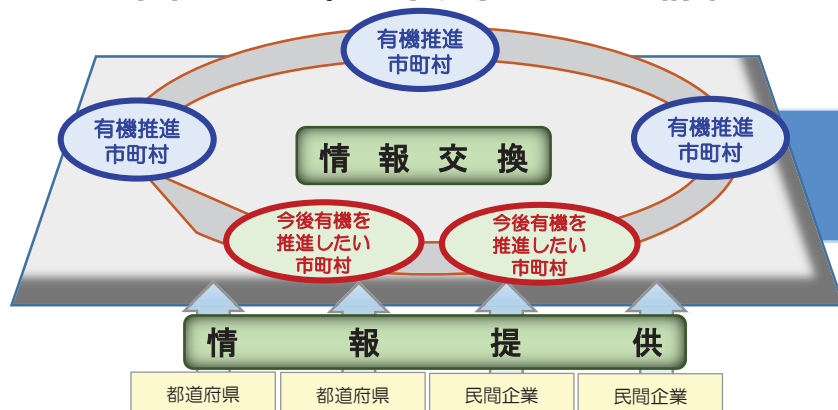 有機推進
市町村
有機推進
市町村
有機推進
市町村
情報交換
今後有機を
推進したい
市町村
今後有機を
推進したい
市町村
情報提供
都道府県
都道府県
民間企業
民間企業